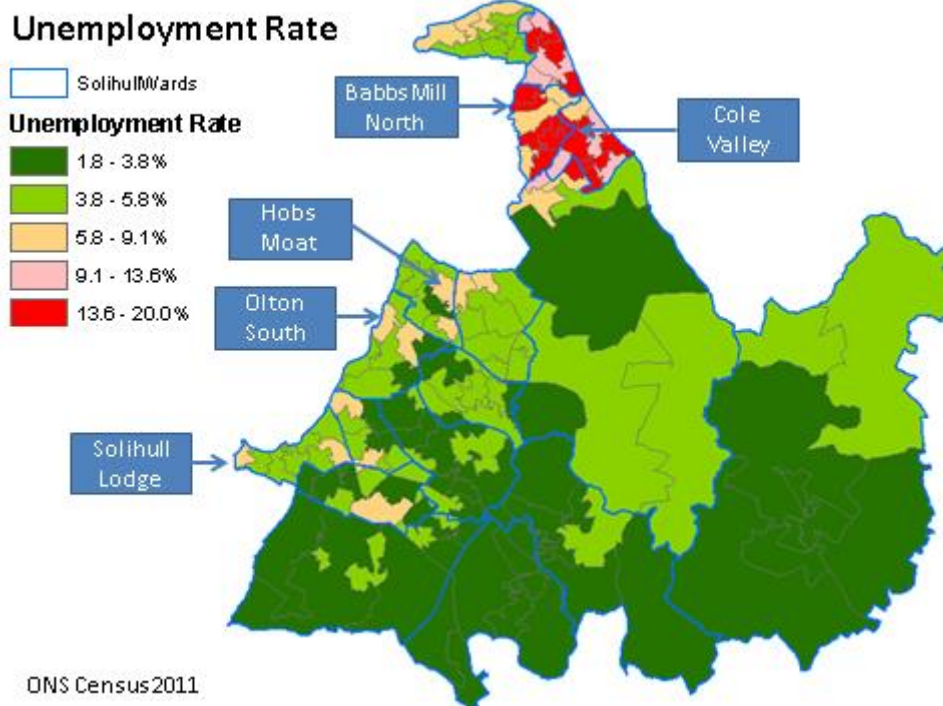 Unemployment Rate
Solihull Wards
Unemployment Rate
1.8 - 3.8%
3.8 - 5.8%
5.8 - 9.1%
9.1 - 13.6%
13.6 - 20.0%
Babbs Mill
North
Cole
Valley
Hobs
Moat
Olton
South
Solihull
Lodge
ONS Census 2011